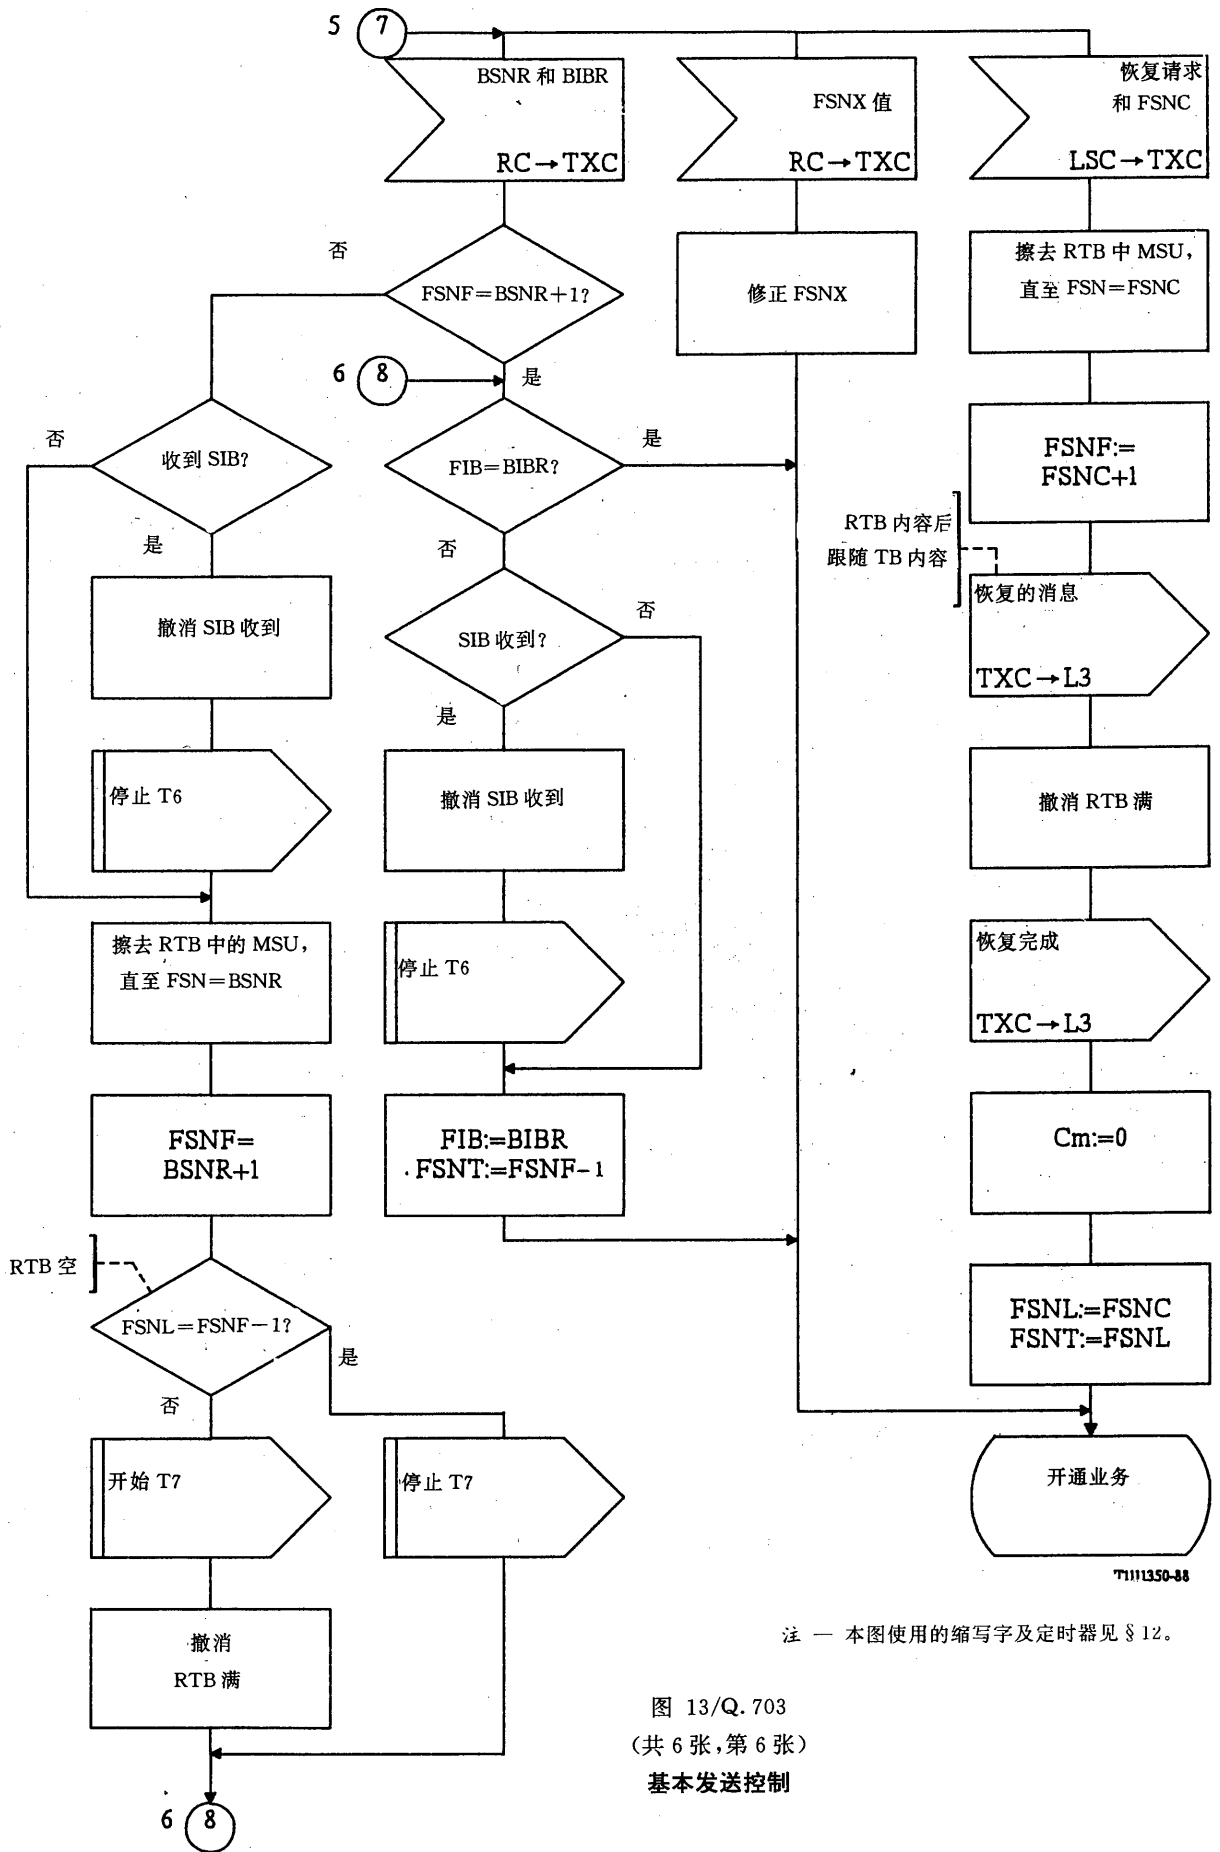 5 7
BSNR 和 BIBR
RC→TXC
FSNX 值
RC→TXC
恢复请求
和 FSNC
LSC→TXC
否
FSNF=BSNR+1?
修正 FSNX
擦去 RTB 中 MSU,
直至 FSN=FSNC
6 8
是
否
收到 SIB?
FIB=BIBR?
是
FSNF:=
FSNC+1
RTB 内容后
跟随 TB 内容
是
否
撤消 SIB 收到
SIB 收到?
否
恢复的消息
TXC→L3
是
停止 T6
撤消 SIB 收到
撤消 RTB 满
擦去 RTB 中的 MSU,
直至 FSN=BSNR
停止 T6
恢复完成
TXC→L3
FSNF=
BSNR+1
FIB:=BIBR
FSNT:=FSNF-1
Cm:=0
RTB 空
FSNL=FSNF-1?
是
否
FSNL:=FSNC
FSNT:=FSNL
开始 T7
停止 T7
开通业务
T1111350-88
撤消
RTB 满
注 — 本图使用的缩写字及定时器见 § 12。
图 13/Q.703
(共 6 张,第 6 张)
基本发送控制
6 8